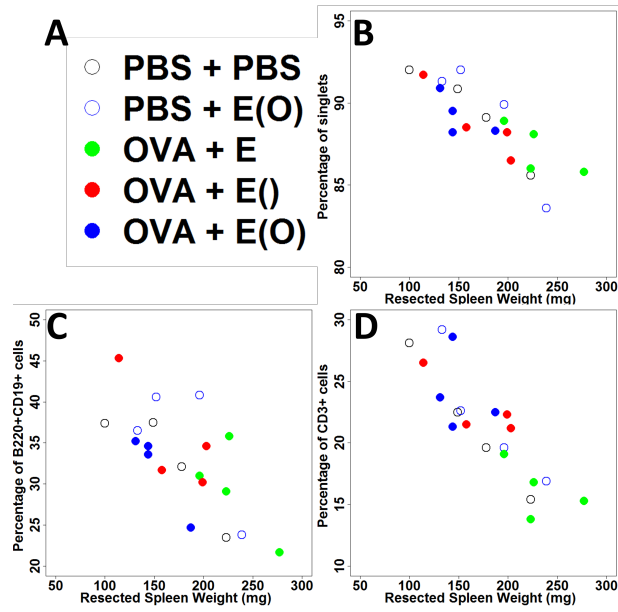 A
PBS + PBS
PBS + E(O)
OVA + E
OVA + E()
OVA + E(O)
B
Percentage of singlets
95
90
85
80
50 100 150 200 250 300
Resected Spleen Weight (mg)
C
Percentage of B220+CD19+ cells
50
45
40
35
30
25
20
50 100 150 200 250 300
Resected Spleen Weight (mg)
D
Percentage of CD3+ cells
30
25
20
15
10
50 100 150 200 250 300
Resected Spleen Weight (mg)